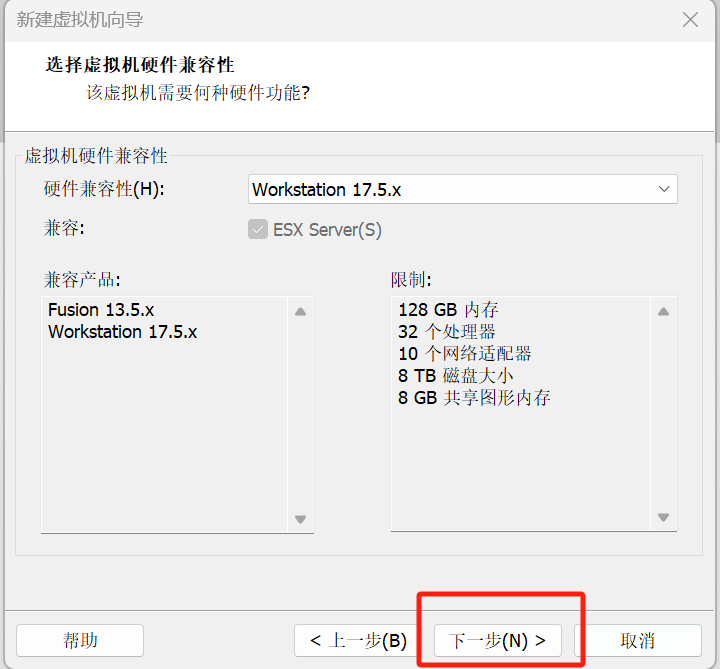 新建虚拟机向导
选择虚拟机硬件兼容性
该虚拟机需要何种硬件功能?
虚拟机硬件兼容性
硬件兼容性(H):
Workstation 17.5.x
兼容:
ESX Server(S)
兼容产品:
Fusion 13.5.x
Workstation 17.5.x
限制:
128 GB 内存
32 个处理器
10 个网络适配器
8 TB 磁盘大小
8 GB 共享图形内存
帮助
< 上一步(B)
下一步(N) >
取消